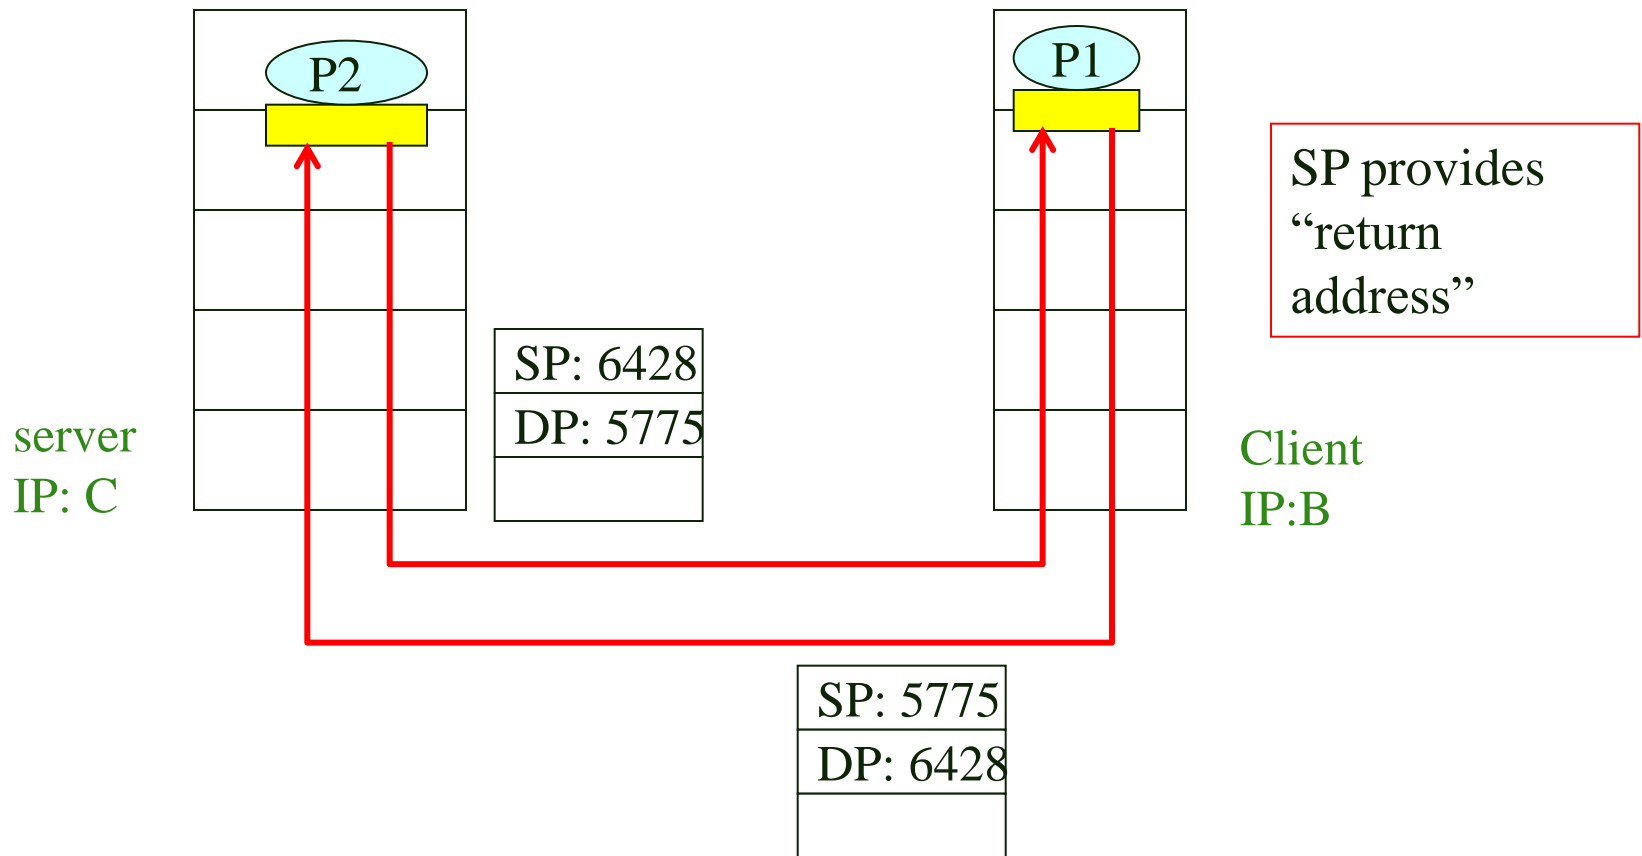 P2
P1
SP provides
“return
address”
SP: 6428
DP: 5775
server
IP: C
Client
IP:B
SP: 5775
DP: 6428